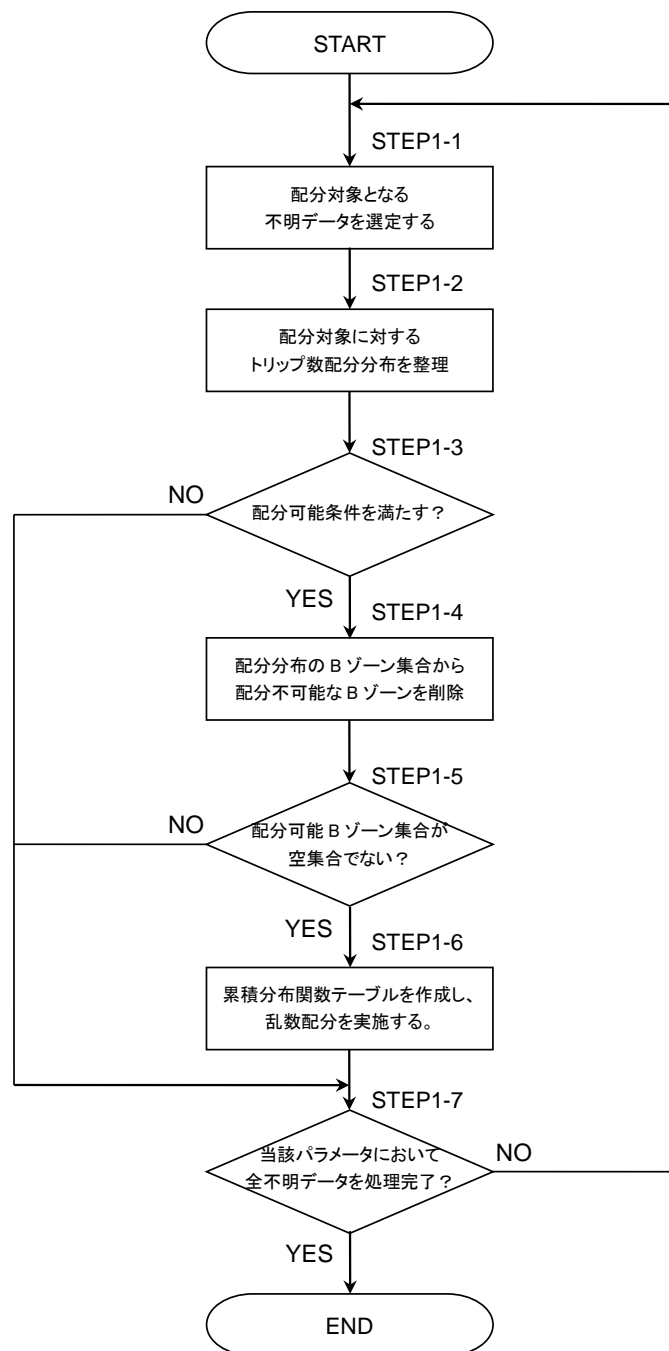 START
STEP1-1
配分対象となる
不明データを選定する
STEP1-2
配分対象に対する
トリップ数配分分布を整理
STEP1-3
NO
配分可能条件を満たす？
YES
STEP1-4
配分分布のBゾーン集合から
配分不可能なBゾーンを削除
STEP1-5
NO
配分可能Bゾーン集合が
空集合でない？
YES
STEP1-6
累積分布関数テーブルを作成し、
乱数配分を実施する。
STEP1-7
当該パラメータにおいて
全不明データを処理完了？
NO
YES
END